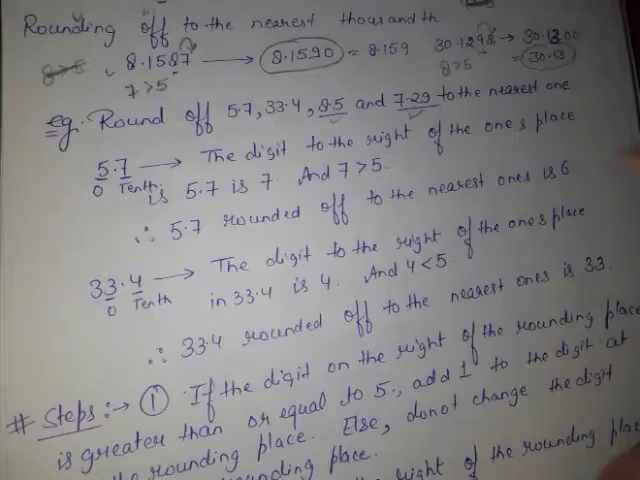 Rounding off to the nearest thousandth
8>5 8.1587 → 8.1590 = 8.159 30.1298 → 30.1300
7>5 8>5 = 30.13
eg:- Round off 5.7, 33.4, 8.5 and 7.29 to the nearest one
5.7 → The digit to the right of the ones place
O Tenth is 5.7 is 7. And 7>5.
∴ 5.7 rounded off to the nearest ones is 6
33.4 → The digit to the right of the ones place
O Tenth in 33.4 is 4. And 4<5.
∴ 33.4 rounded off to the nearest ones is 33.
# Steps:→ ① If the digit on the right of the rounding place
is greater than or equal to 5, add 1 to the digit at
the rounding place. Else, do not change the digit
rounding place.
right of the rounding place